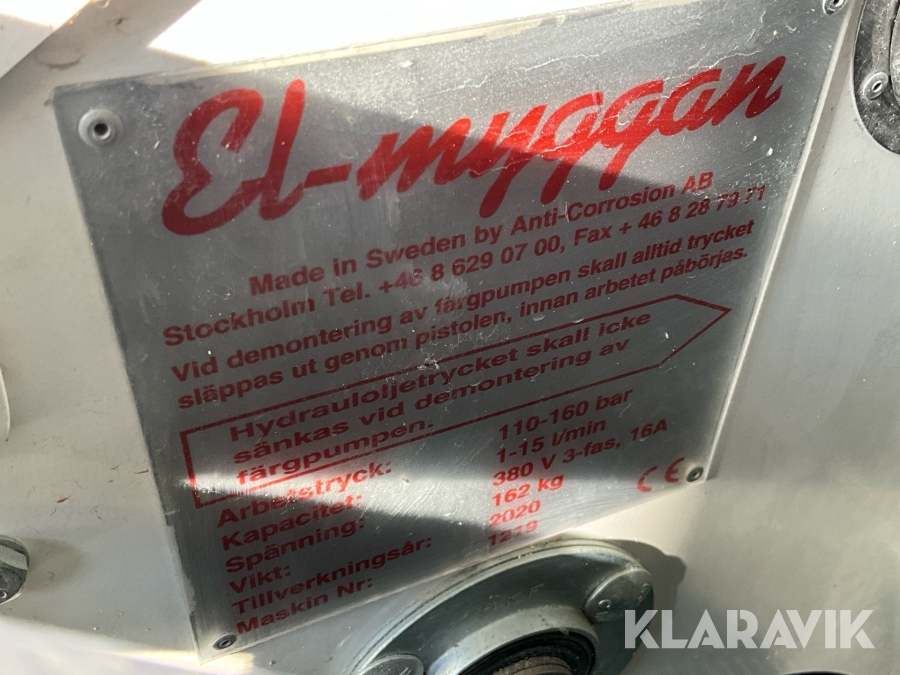 El-myggan
Made in Sweden by Anti-Corrosion AB
Stockholm Tel. +46 8 629 07 00, Fax + 46 8 28 79 71
Vid demontering av färgpumpen skall alltid trycket
släppas ut genom pistolen, innan arbetet påbörjas.
Hydrauloljetrycket skall icke
sänkas vid demontering av
färgpumpen.
Arbetstryck: 110-160 bar
Kapacitet: 1-15 l/min
Spänning: 380 V 3-fas, 16A
Vikt: 162 kg
Tillverkningsår: 2020
Maskin Nr:
CE
KLARAVIK